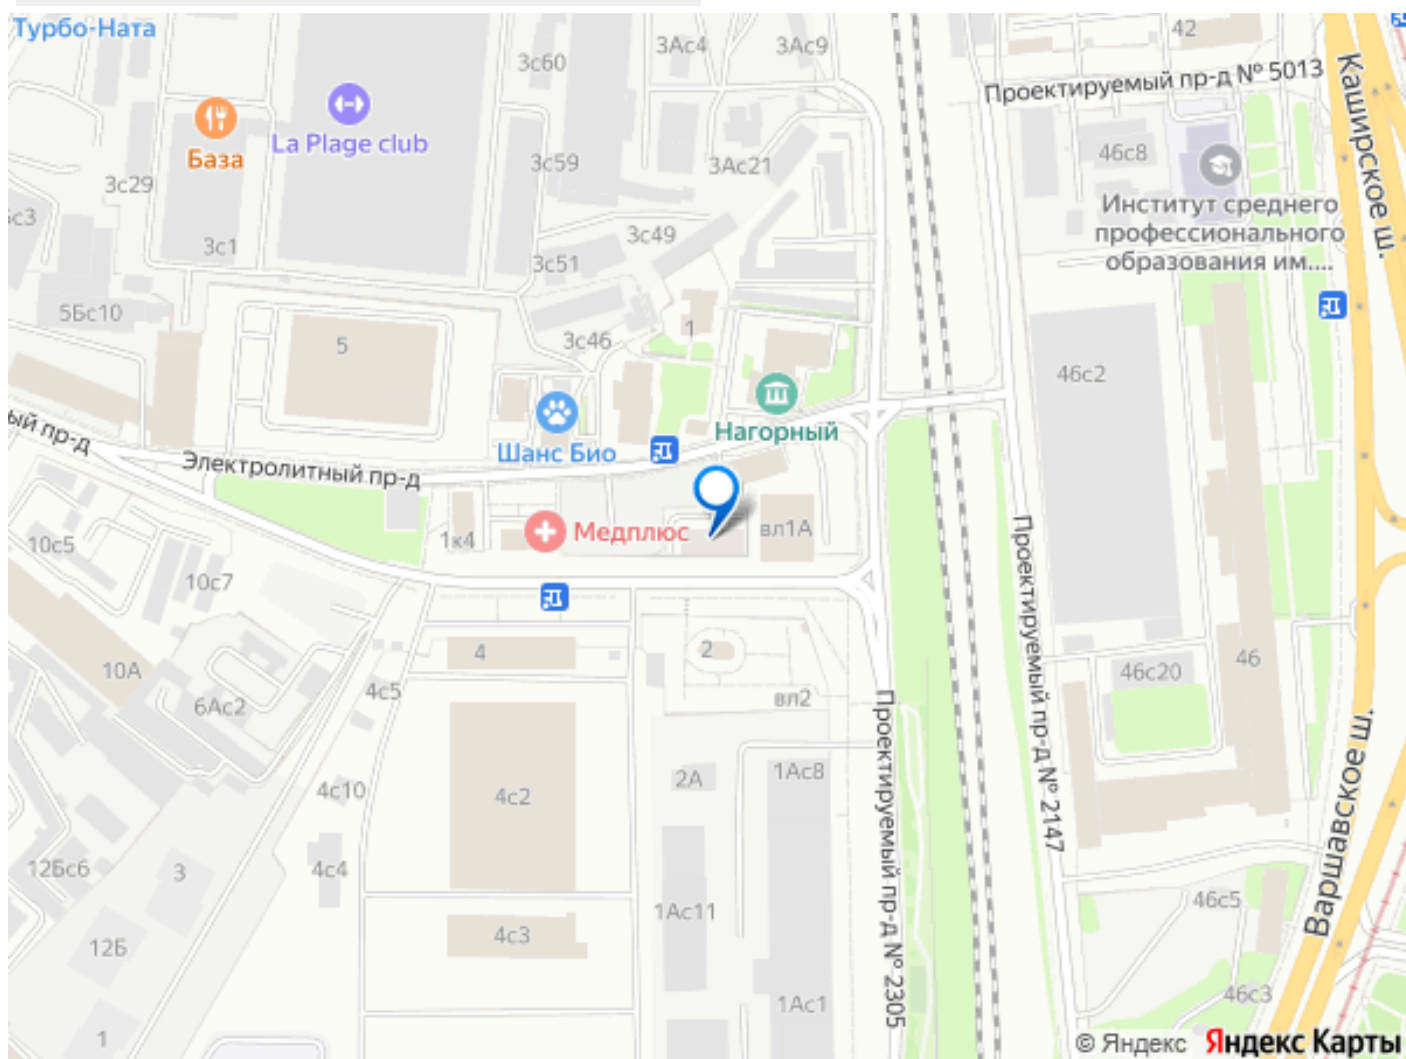 Турбо-Ната
42
3Ас4
3Ас9
3с60
Проектируемый пр-д № 5013
Каширское ш.
База
La Plage club
3с29
3с59
3Ас21
46с8
Институт среднего
профессионального
образования им....
3с1
3с49
3с51
5Бс10
5
3с46
1
46с2
ый пр-д
Шанс Био
Нагорный
Электролитный пр-д
10с5
1к4
Медплюс
вл1А
10с7
Проектируемый пр-д № 2147
4
2
10А
4с5
6Ас2
вл2
46с20
46
Проектируемый пр-д № 2305
4с10
4с2
2А
1Ас8
Варшавское ш.
12Бс6
3
4с4
1Ас11
46с5
12Б
4с3
1Ас1
46с3
1
© Яндекс
Яндекс Карты